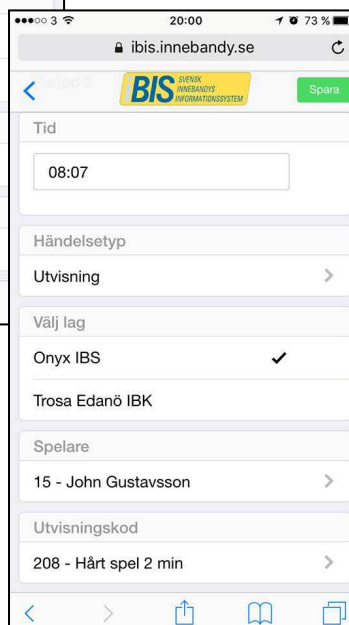 3 20:00 73 %
ibis.innebandy.se
BIS SVENSK
INNEBANDYS
INFORMATIONSSYSTEM
Spara
Tid
08:07
Händelsetyp
Utvisning
Välj lag
Onyx IBS
Trosa Edanö IBK
Spelare
15 - John Gustavsson
Utvisningskod
208 - Hårt spel 2 min